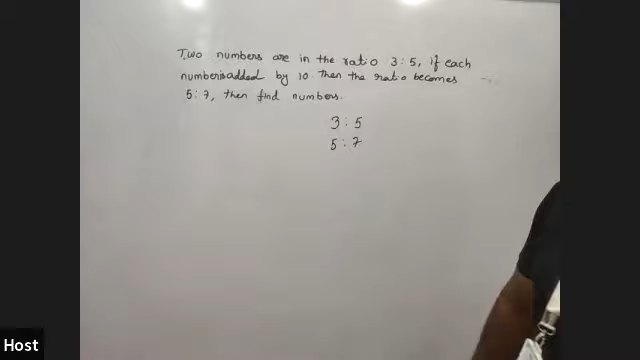 Two numbers are in the ratio 3:5, if each
number is added by 10 then the ratio becomes
5:7, then find numbers.
3 : 5
5 : 7
Host